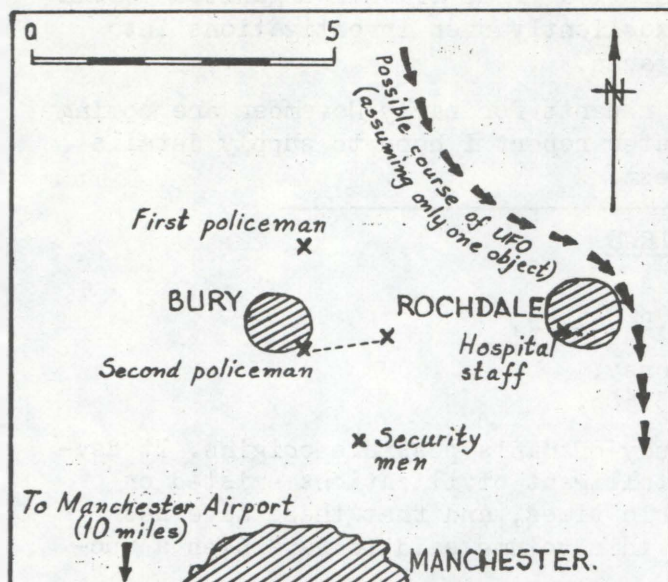 0 5
N
Possible course of UFO
(assuming only one object)
First policeman
BURY
ROCHDALE
Hospital
staff
Second policeman
Security
men
To Manchester Airport
(10 miles)
MANCHESTER.